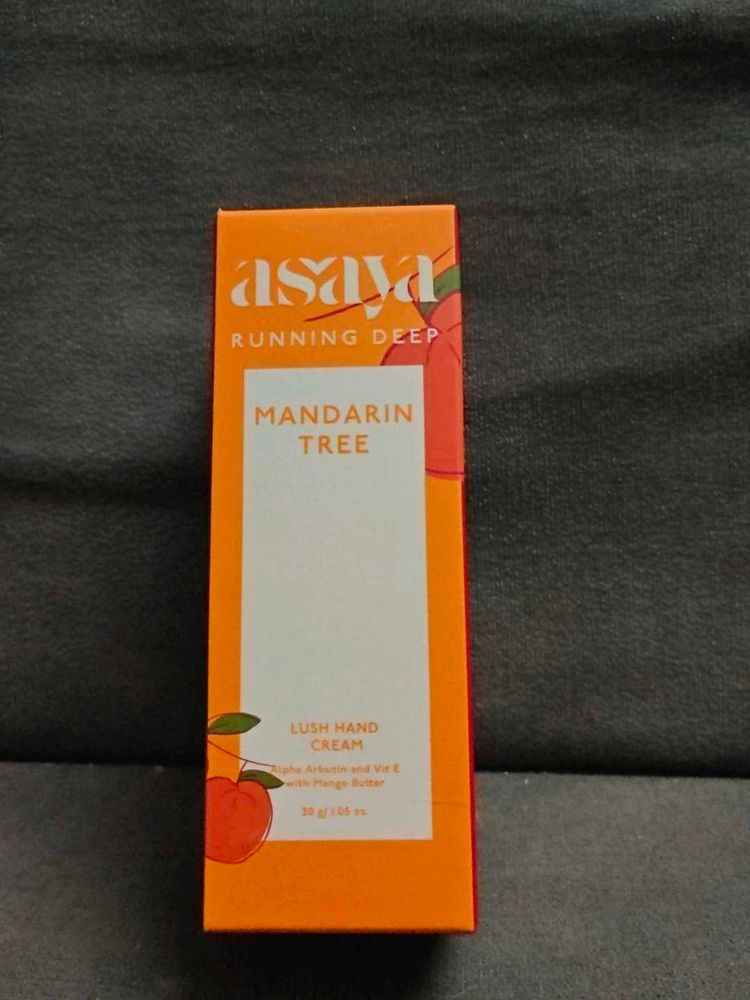 asaya
RUNNING DEEP
MANDARIN
TREE
LUSH HAND
CREAM
Alpha Arbutin and Vit E
with Mango Butter
30 g/ 1.05 oz.